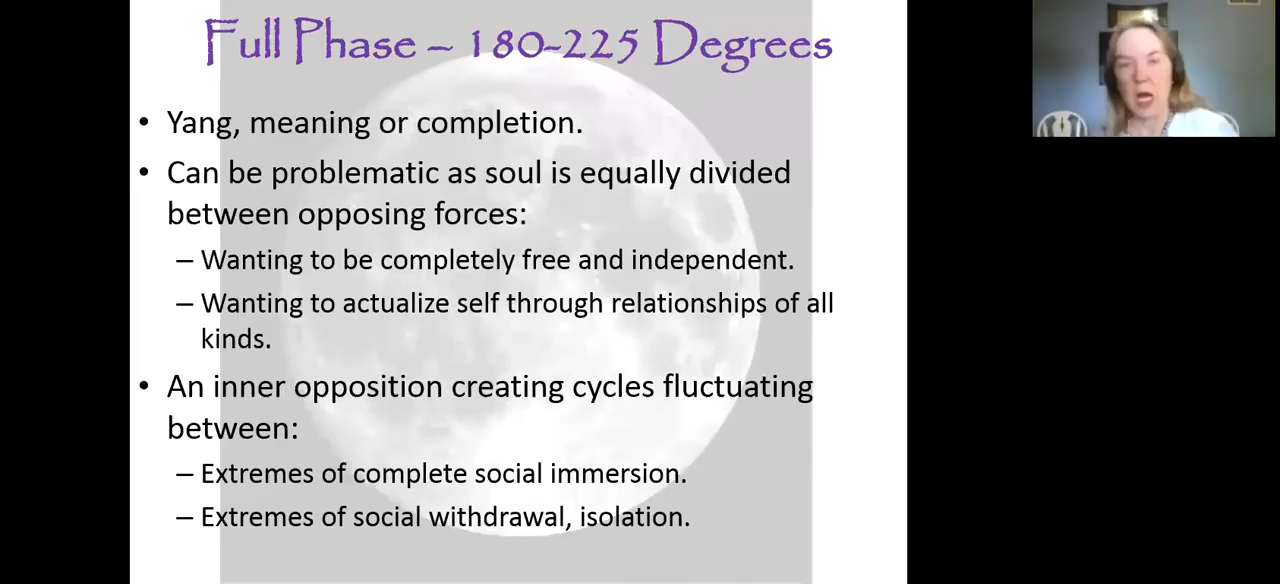 Full Phase – 180-225 Degrees
• Yang, meaning or completion.
• Can be problematic as soul is equally divided
between opposing forces:
– Wanting to be completely free and independent.
– Wanting to actualize self through relationships of all
kinds.
• An inner opposition creating cycles fluctuating
between:
– Extremes of complete social immersion.
– Extremes of social withdrawal, isolation.